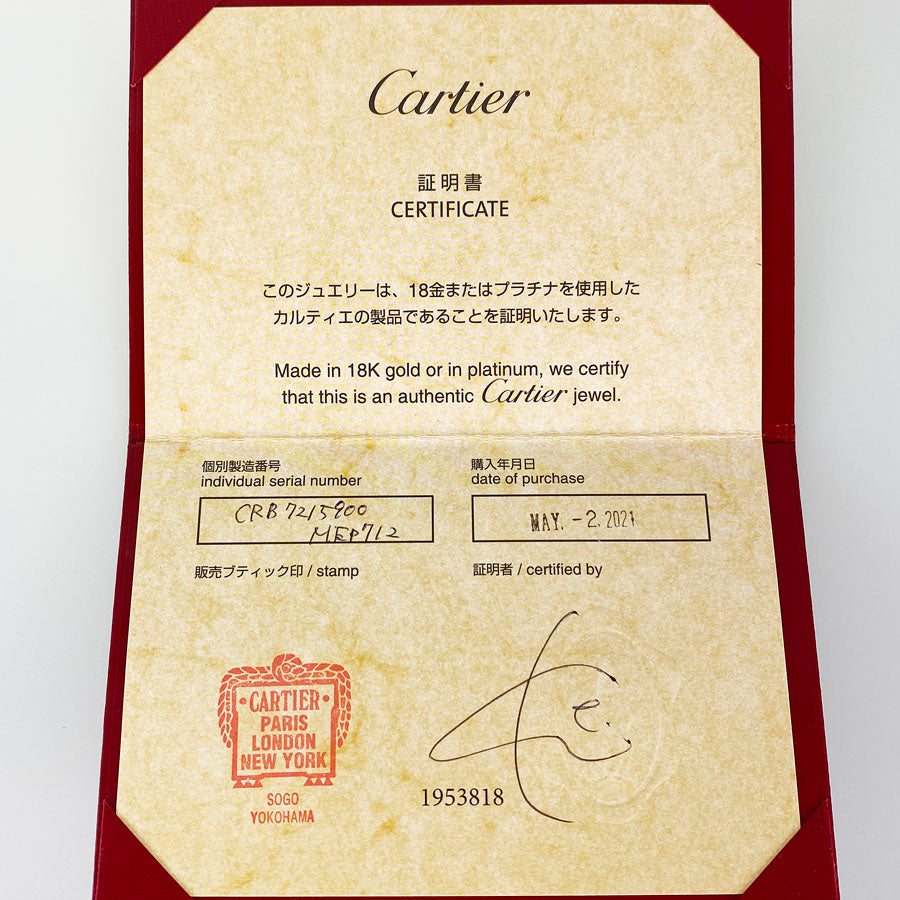 Cartier
証明書
CERTIFICATE
このジュエリーは、18金またはプラチナを使用した
カルティエの製品であることを証明いたします。
Made in 18K gold or in platinum, we certify
that this is an authentic Cartier jewel.
個別製造番号
individual serial number
CRB7215900
MEP712
購入年月日
date of purchase
MAY. -2. 2021
販売ブティック印 / stamp
証明者 / certified by
CARTIER
PARIS
LONDON
NEW YORK
SOGO
YOKOHAMA
1953818